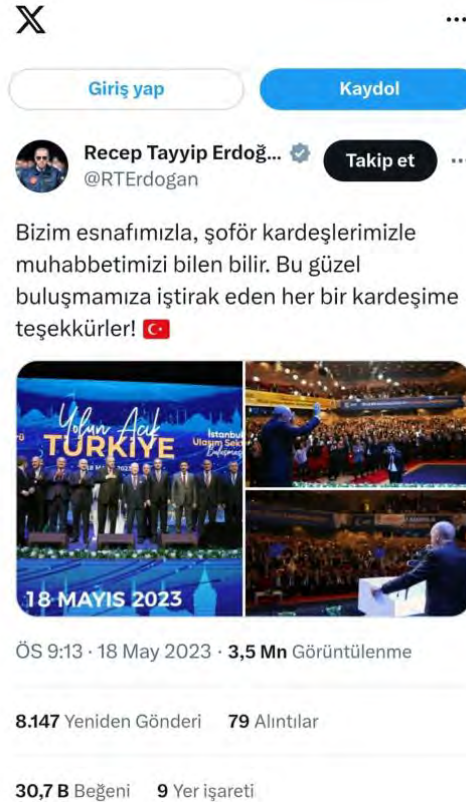 Giriş yap
Kaydol
Recep Tayyip Erdoğ...
@RTErdogan
Takip et
Bizim esnafımızla, şoför kardeşlerimizle
muhabbetimizi bilen bilir. Bu güzel
buluşmamıza iştirak eden her bir kardeşime
teşekkürler! 🇹🇷
Yolun Açık
TÜRKİYE
İstanbul
Ulaşım Sekt
Buluşması
18 MAYIS 2023
ÖS 9:13 · 18 May 2023 · 3,5 Mn Görüntülenme
8.147 Yeniden Gönderi 79 Alıntılar
30,7 B Beğeni 9 Yer işareti